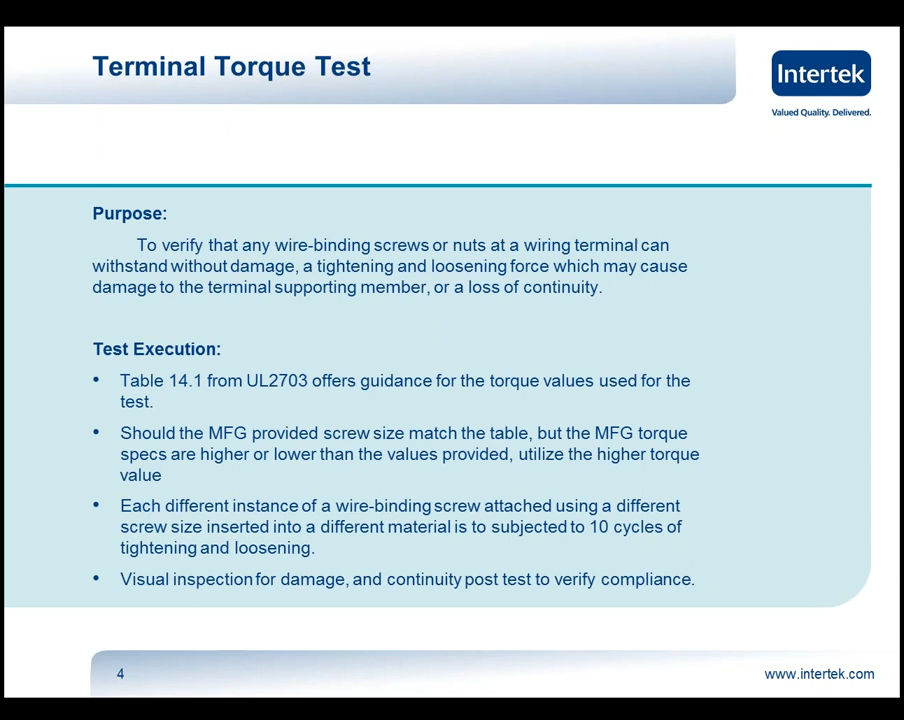 Terminal Torque Test
Intertek
Valued Quality. Delivered.
Purpose:
To verify that any wire-binding screws or nuts at a wiring terminal can
withstand without damage, a tightening and loosening force which may cause
damage to the terminal supporting member, or a loss of continuity.
Test Execution:
• Table 14.1 from UL2703 offers guidance for the torque values used for the
test.
• Should the MFG provided screw size match the table, but the MFG torque
specs are higher or lower than the values provided, utilize the higher torque
value
• Each different instance of a wire-binding screw attached using a different
screw size inserted into a different material is to subjected to 10 cycles of
tightening and loosening.
• Visual inspection for damage, and continuity post test to verify compliance.
4
www.intertek.com